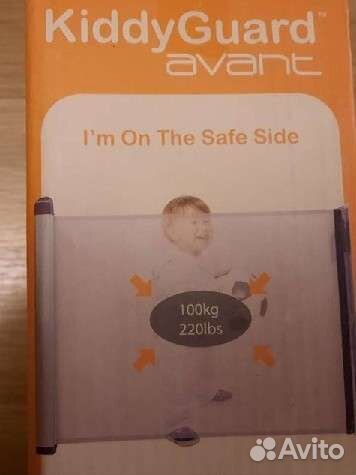 KiddyGuard™
avant
I'm On The Safe Side
100kg
220lbs
Avito